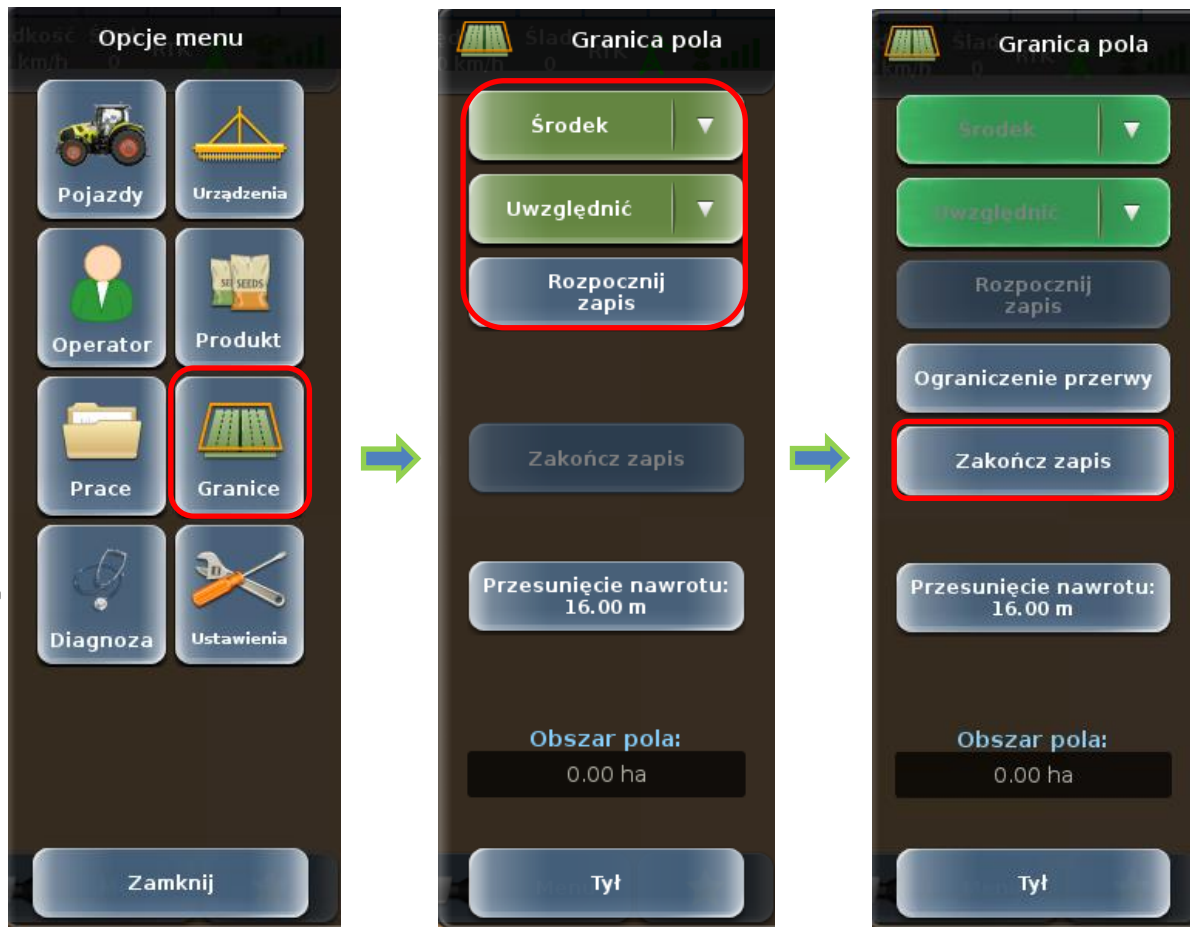 Opcje menu
Pojazdy
Urządzenia
Operator
SEEDS
Produkt
Prace
Granice
Diagnoza
Ustawienia
Zamknij
Granica pola
Środek
Uwzględnić
Rozpocznij
zapis
Zakończ zapis
Przesunięcie nawrotu:
16.00 m
Obszar pola:
0.00 ha
Tył
Granica pola
Środek
Uwzględnić
Rozpocznij
zapis
Ograniczenie przerwy
Zakończ zapis
Przesunięcie nawrotu:
16.00 m
Obszar pola:
0.00 ha
Tył